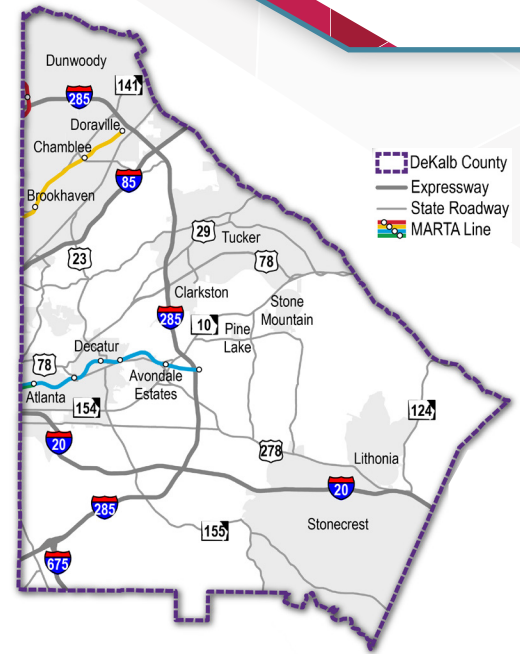 Dunwoody
141
285
Doraville
Chamblee
85
Brookhaven
DeKalb County
Expressway
State Roadway
MARTA Line
29
Tucker
23
78
Clarkston
285
10
Stone
Mountain
Pine
Lake
Decatur
78
Avondale
Estates
Atlanta
154
124
20
278
Lithonia
20
285
Stonecrest
155
675